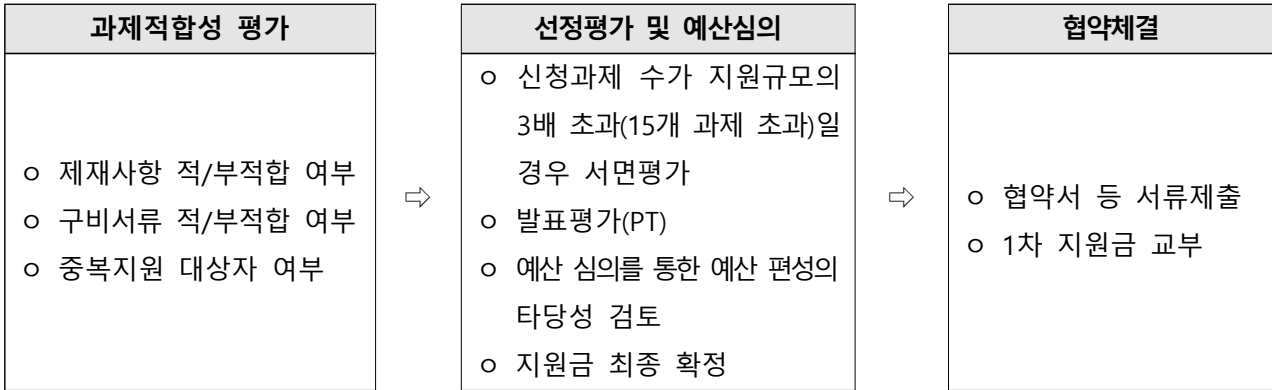 과제적합성 평가
ㅇ 제재사항 적/부적합 여부
ㅇ 구비서류 적/부적합 여부
ㅇ 중복지원 대상자 여부
⇨
선정평가 및 예산심의
ㅇ 신청과제 수가 지원규모의
3배 초과(15개 과제 초과)일
경우 서면평가
ㅇ 발표평가(PT)
ㅇ 예산 심의를 통한 예산 편성의
타당성 검토
ㅇ 지원금 최종 확정
⇨
협약체결
ㅇ 협약서 등 서류제출
ㅇ 1차 지원금 교부